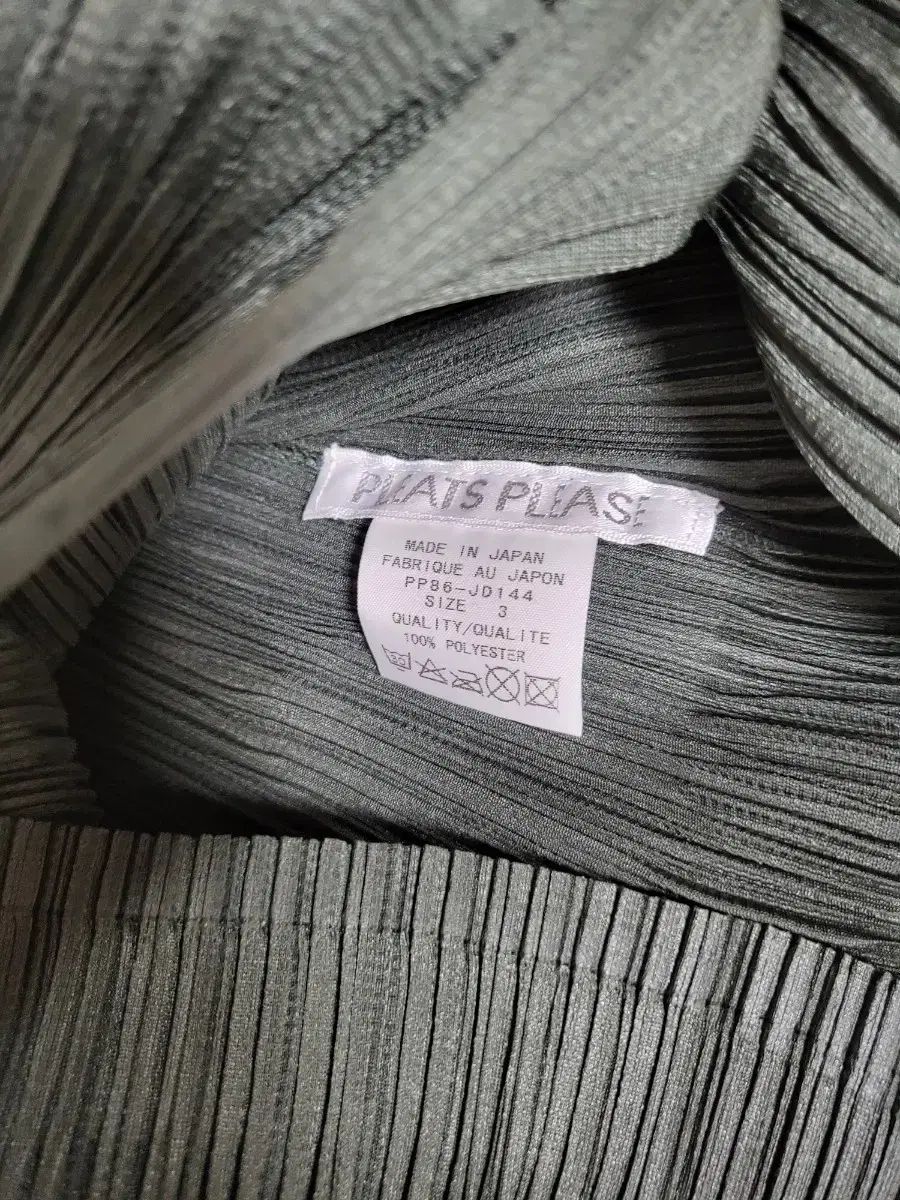 PLEATS PLEASE
MADE IN JAPAN
FABRIQUE AU JAPON
PP86-JD144
SIZE 3
QUALITY/QUALITE
100% POLYESTER